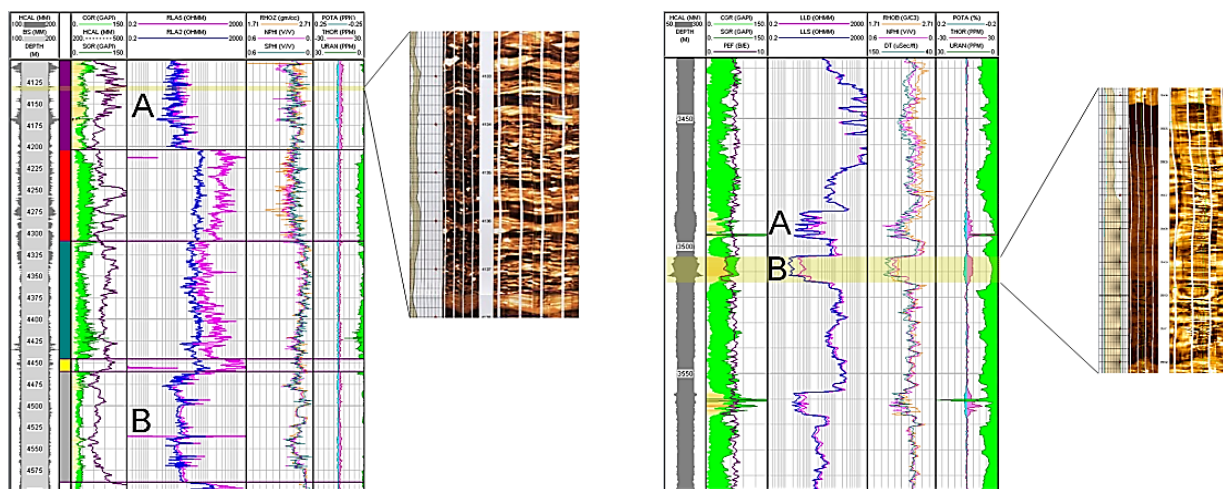 HCAL (MM)
100. 200
BS (MM)
100. 200
DEPTH
(M)
CGR (GAPI)
0. 150
HCAL (MM)
200. 500
SGR (GAPI)
0. 150
RLA5 (OHMM)
0.2 2000
RLA2 (OHMM)
0.2 2000
RHOZ (gm/cc)
1.71 2.71
NPHI (V/V)
0.6 0.
SPHI (V/V)
0.6 0.
POTA (PPK)
0.25 -0.25
THOR (PPM)
-30. 30.
URAN (PPM)
30. 0.
4125
4150
4175
4200
4225
4250
4275
4300
4325
4350
4375
4400
4425
4450
4475
4500
4525
4550
4575
A
B
HCAL (MM)
50. 300
DEPTH
(M)
CGR (GAPI)
0. 150
SGR (GAPI)
0. 150
PEF (B/E)
0. 10
LLD (OHMM)
0.2 2000
LLS (OHMM)
0.2 2000
RHOB (G/C3)
1.71 2.71
NPHI (V/V)
0.6 0.
DT (uSec/ft)
150. 40
POTA (%)
0.2 -0.2
THOR (PPM)
-30. 30.
URAN (PPM)
30. 0.
3450
3500
3550
A
B